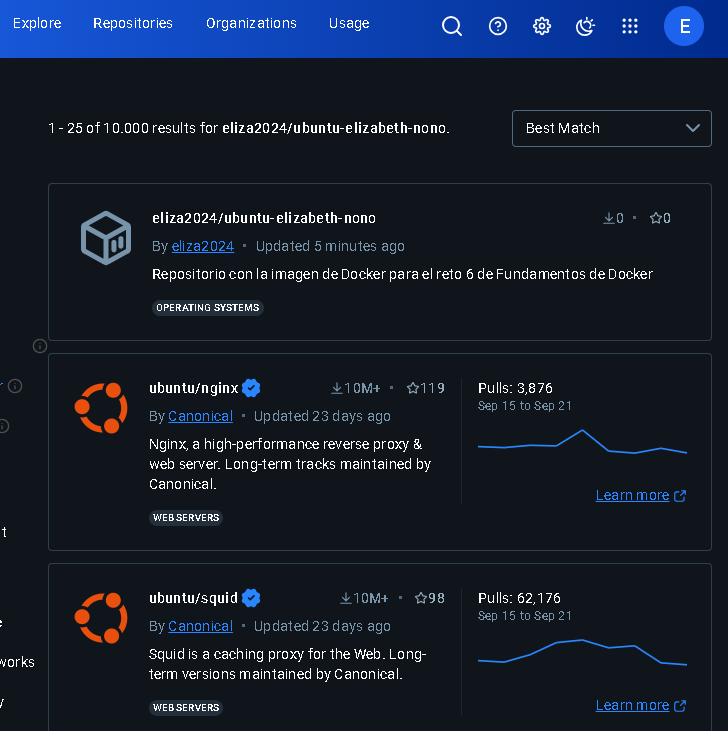 Explore Repositories Organizations Usage E
1 - 25 of 10.000 results for eliza2024/ubuntu-elizabeth-nono.
Best Match
eliza2024/ubuntu-elizabeth-nono 0 • 0
By eliza2024 • Updated 5 minutes ago
Repositorio con la imagen de Docker para el reto 6 de Fundamentos de Docker
OPERATING SYSTEMS
ubuntu/nginx 10M+ • 119
By Canonical • Updated 23 days ago
Nginx, a high-performance reverse proxy &
web server. Long-term tracks maintained by
Canonical.
WEB SERVERS
Pulls: 3,876
Sep 15 to Sep 21
Learn more
t
ubuntu/squid 10M+ • 98
By Canonical • Updated 23 days ago
Squid is a caching proxy for the Web. Long-
term versions maintained by Canonical.
WEB SERVERS
Pulls: 62,176
Sep 15 to Sep 21
Learn more
e
works
y